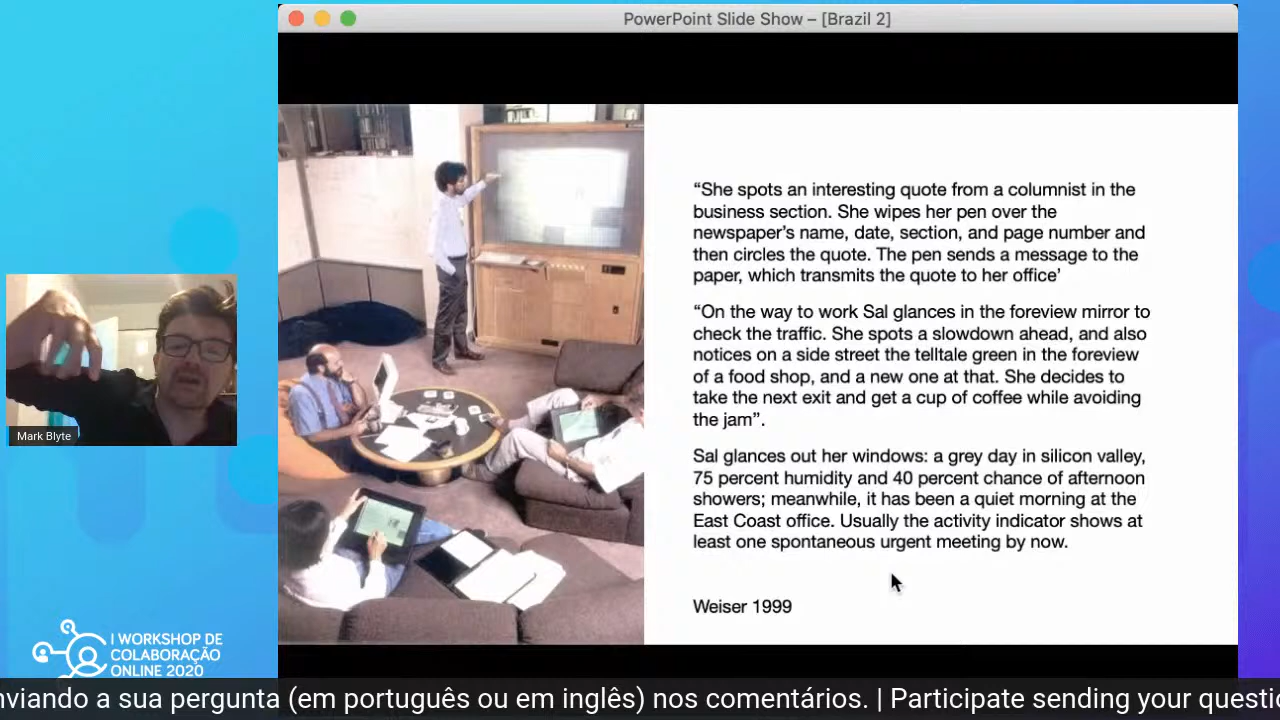 PowerPoint Slide Show – [Brazil 2]
“She spots an interesting quote from a columnist in the
business section. She wipes her pen over the
newspaper’s name, date, section, and page number and
then circles the quote. The pen sends a message to the
paper, which transmits the quote to her office’
“On the way to work Sal glances in the foreview mirror to
check the traffic. She spots a slowdown ahead, and also
notices on a side street the telltale green in the foreview
of a food shop, and a new one at that. She decides to
take the next exit and get a cup of coffee while avoiding
the jam”.
Sal glances out her windows: a grey day in silicon valley,
75 percent humidity and 40 percent chance of afternoon
showers; meanwhile, it has been a quiet morning at the
East Coast office. Usually the activity indicator shows at
least one spontaneous urgent meeting by now.
Weiser 1999
Mark Blyte
I WORKSHOP DE
COLABORAÇÃO
ONLINE 2020
nviando a sua pergunta (em português ou em inglês) nos comentários. | Participate sending your questi